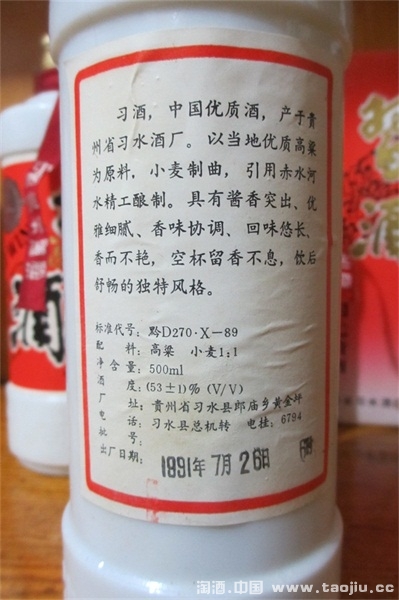 习酒，中国优质酒，产于贵
州省习水酒厂。以当地优质高粱
为原料，小麦制曲，引用赤水河
水精工酿制。具有酱香突出、优
雅细腻、香味协调、回味悠长、
香而不艳，空杯留香不息，饮后
舒畅的独特风格。
标准代号：黔D270·X—89
配　　料：高粱　小麦1:1
净 含 量：500ml
酒　　度：(53±1)％(V/V)
厂　　址：贵州省习水县郎庙乡黄金坪
电　　话：习水县总机转　电挂：6794
批　　号：
出厂日期：
1991年 7月 26日
酱
酒
酒
淘酒.中国 www.taojiu.cc